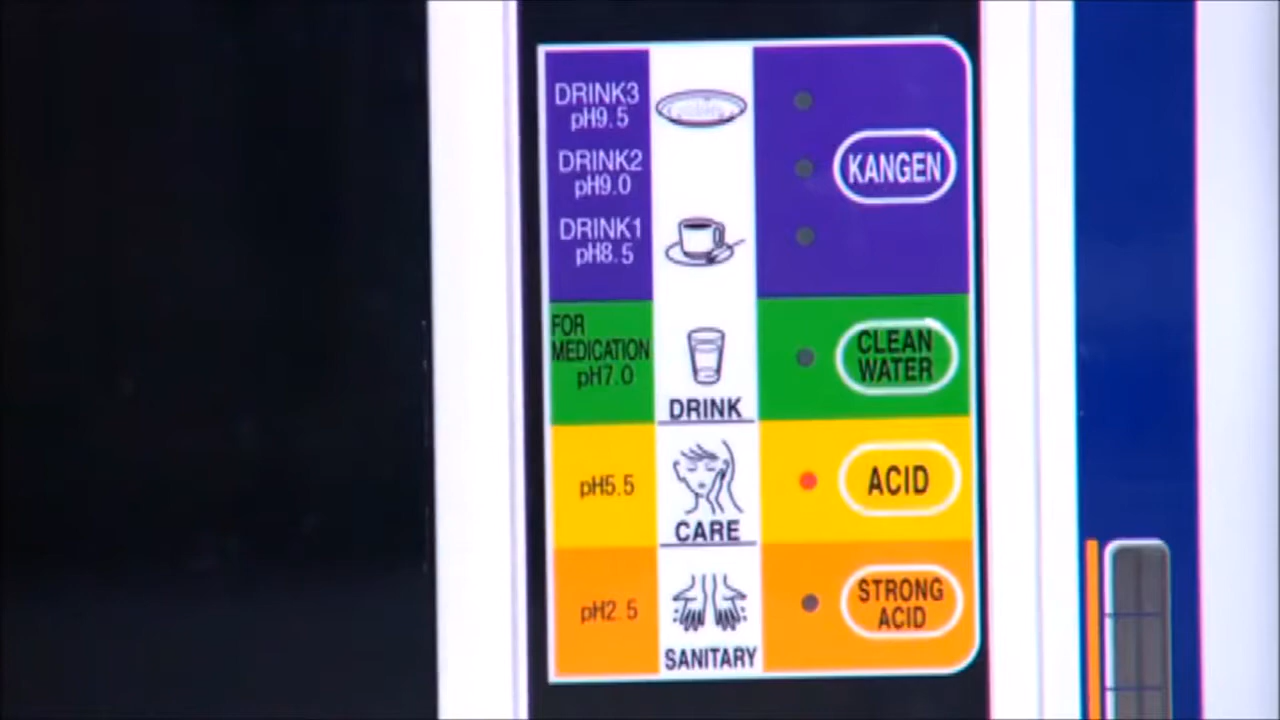 DRINK3
pH9.5
DRINK2
pH9.0
KANGEN
DRINK1
pH8.5
FOR
MEDICATION
pH7.0
CLEAN
WATER
DRINK
pH5.5
ACID
CARE
pH2.5
STRONG
ACID
SANITARY